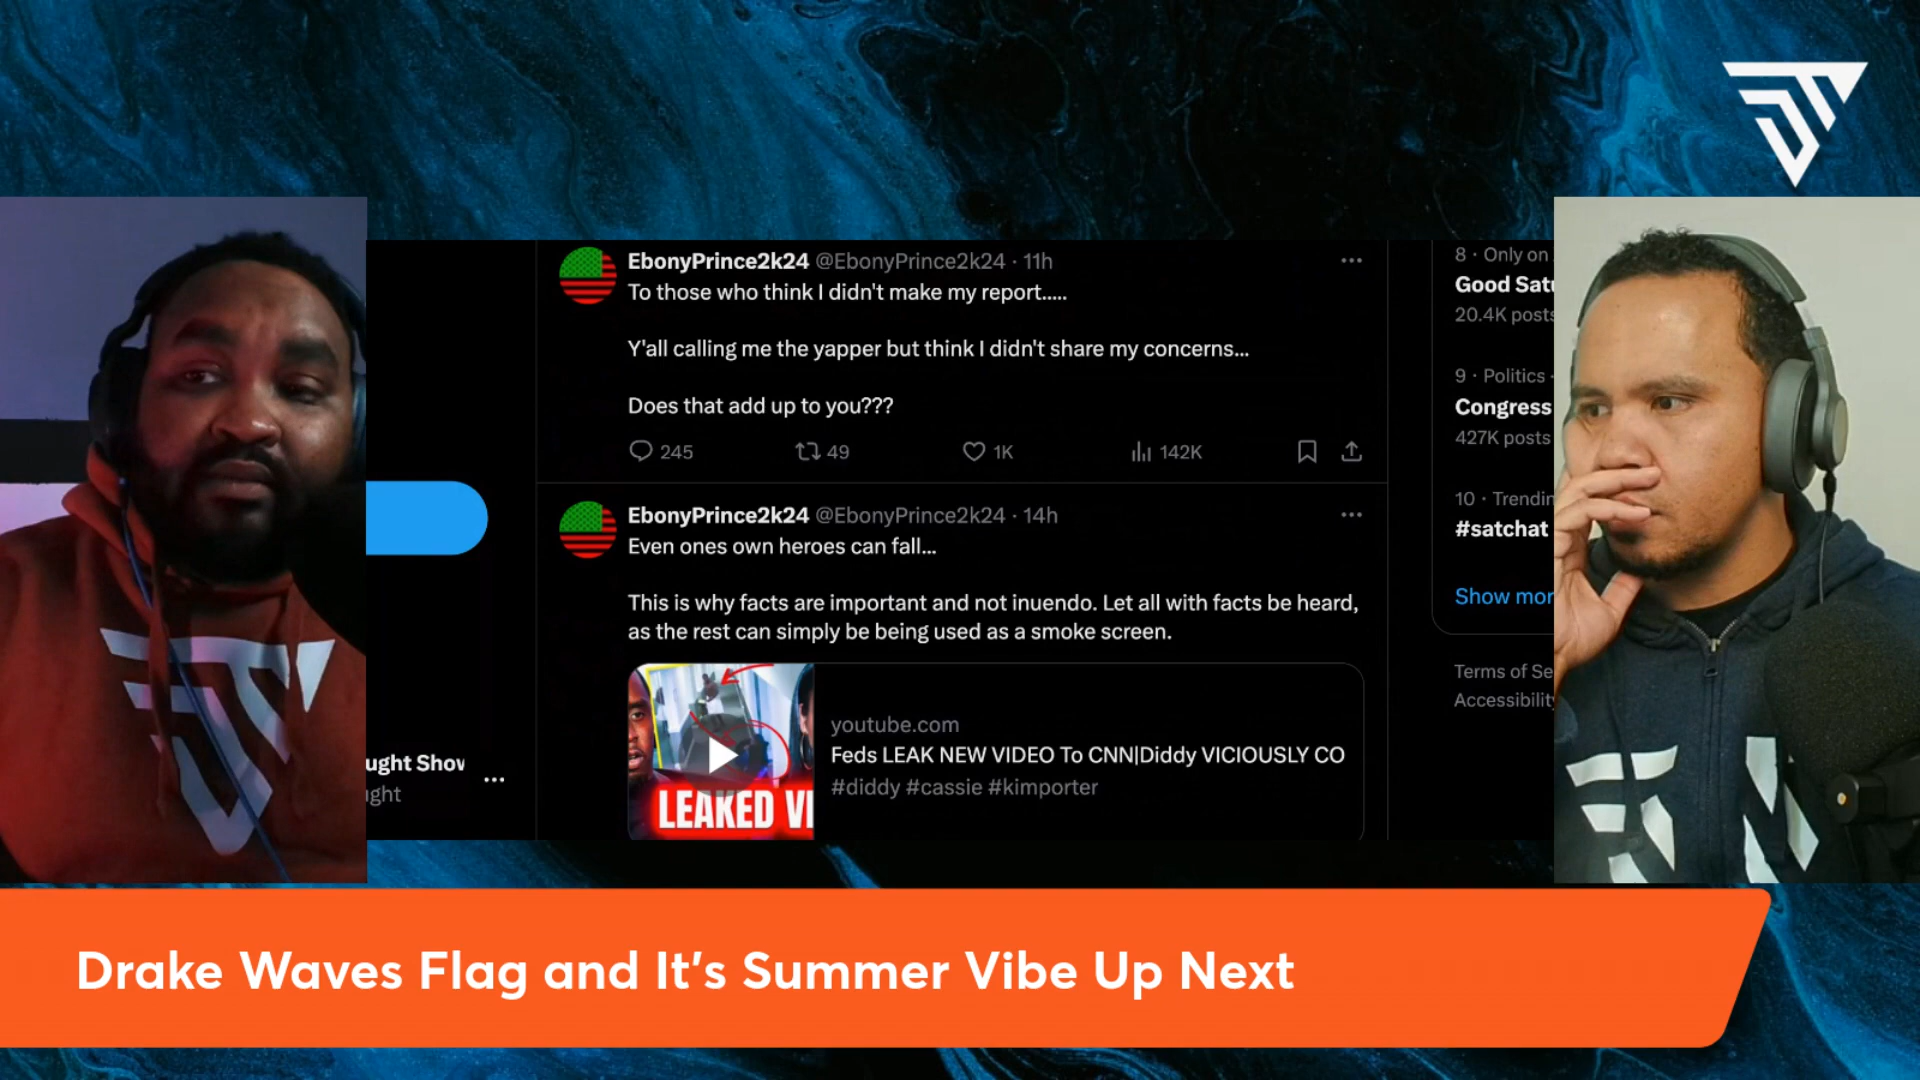 EbonyPrince2k24 @EbonyPrince2k24 · 11h
To those who think I didn't make my report.....
Y'all calling me the yapper but think I didn't share my concerns...
Does that add up to you???
245 49 1K 142K
EbonyPrince2k24 @EbonyPrince2k24 · 14h
Even ones own heroes can fall...
This is why facts are important and not inuendo. Let all with facts be heard,
as the rest can simply be being used as a smoke screen.
LEAKED VI
youtube.com
Feds LEAK NEW VIDEO To CNN|Diddy VICIOUSLY CO
#diddy #cassie #kimporter
8 · Only on
Good Satu
20.4K posts
9 · Politics ·
Congress
427K posts
10 · Trendin
#satchat
Show mor
Terms of Se
Accessibility
ught Show
ught
Drake Waves Flag and It's Summer Vibe Up Next